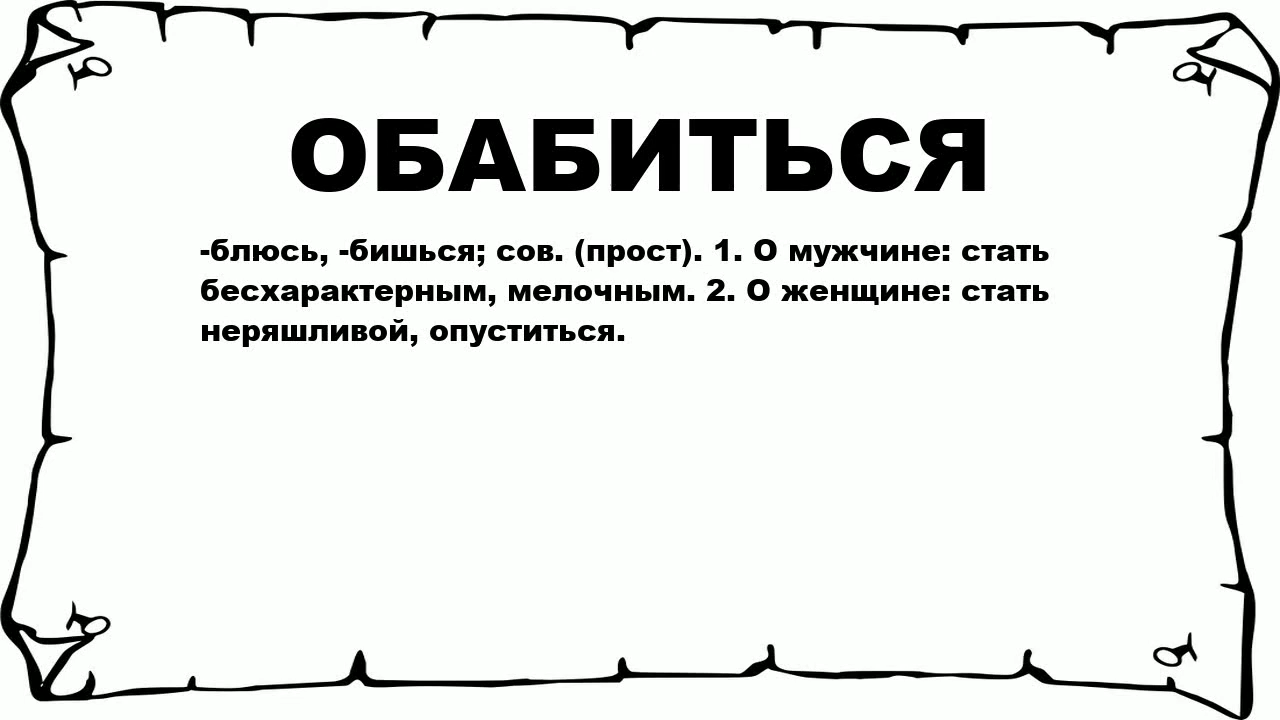 ОБАБИТЬСЯ
-блюсь, -бишься; сов. (прост). 1. О мужчине: стать
бесхарактерным, мелочным. 2. О женщине: стать
неряшливой, опуститься.